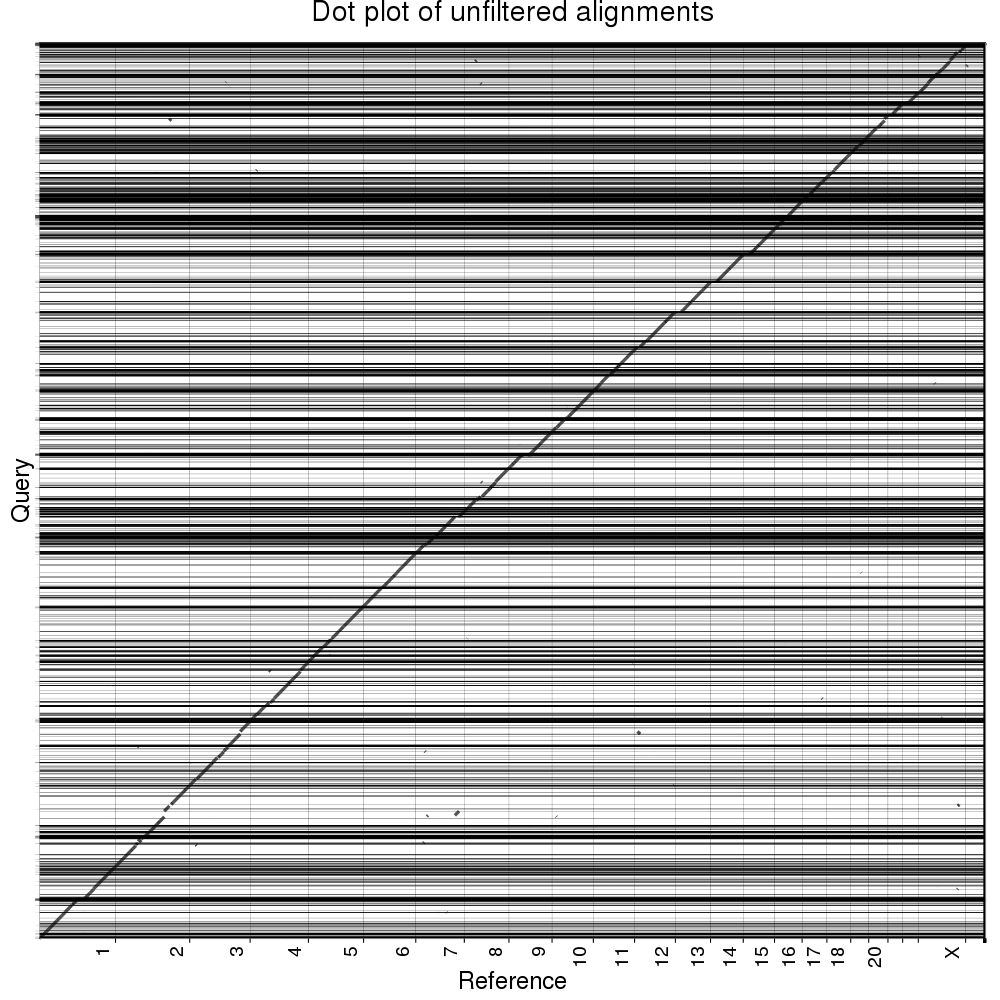 Dot plot of unfiltered alignments
Query
1 2 3 4 5 6 7 8 9 10 11 12 13 14 15 16 17 18 20 X
Reference